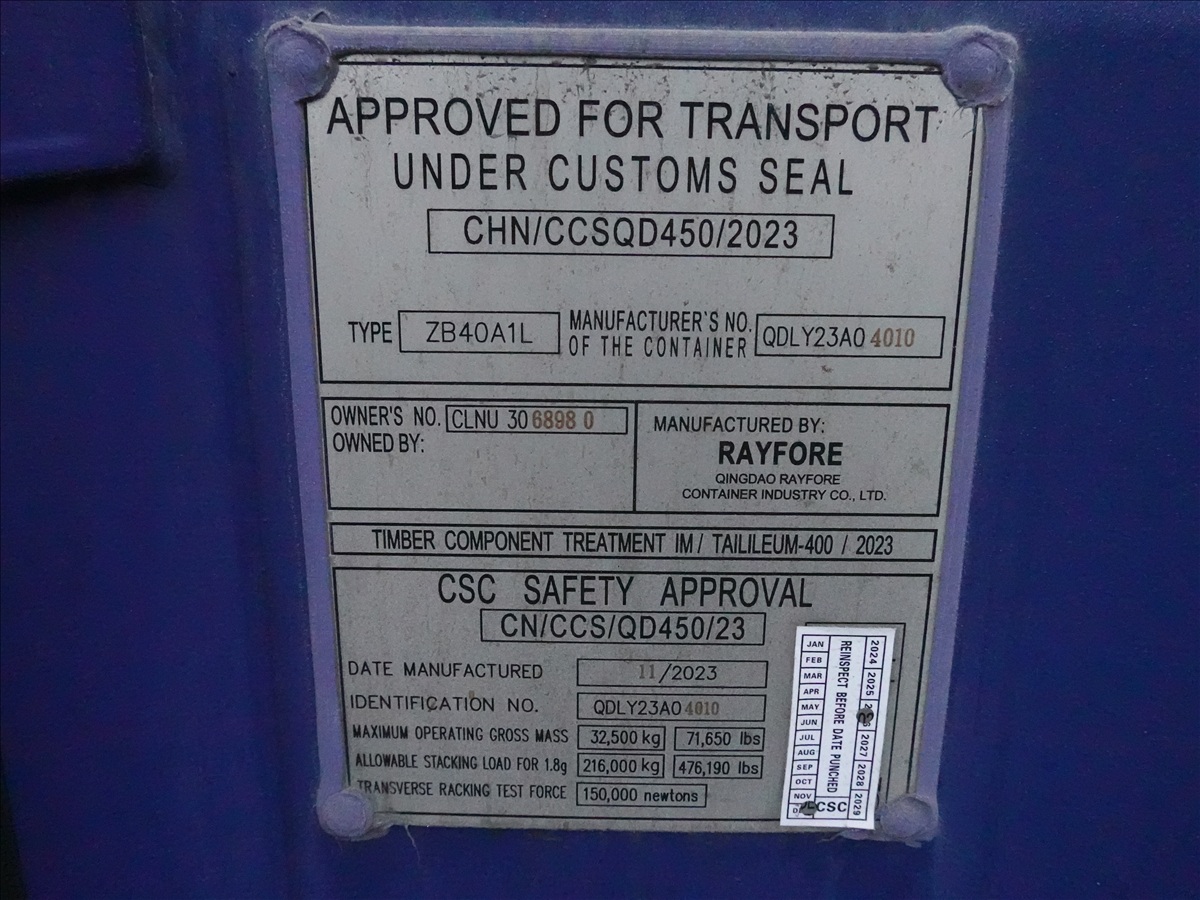 APPROVED FOR TRANSPORT
UNDER CUSTOMS SEAL
CHN/CCSQD450/2023
TYPE ZB40A1L MANUFACTURER'S NO. OF THE CONTAINER QDLY23A04010
OWNER'S NO. CLNU 306898 0
OWNED BY:
MANUFACTURED BY:
RAYFORE
QINGDAO RAYFORE
CONTAINER INDUSTRY CO., LTD.
TIMBER COMPONENT TREATMENT IM / TAILILEUM-400 / 2023
CSC SAFETY APPROVAL
CN/CCS/QD450/23
DATE MANUFACTURED 11/2023
IDENTIFICATION NO. QDLY23A04010
MAXIMUM OPERATING GROSS MASS 32,500 kg 71,650 lbs
ALLOWABLE STACKING LOAD FOR 1.8g 216,000 kg 476,190 lbs
TRANSVERSE RACKING TEST FORCE 150,000 newtons
JAN
FEB
MAR
APR
MAY
JUN
JUL
AUG
SEP
OCT
NOV
REINSPECT BEFORE DATE PUNCHED
CSC
2024 2025 2027 2028 2029